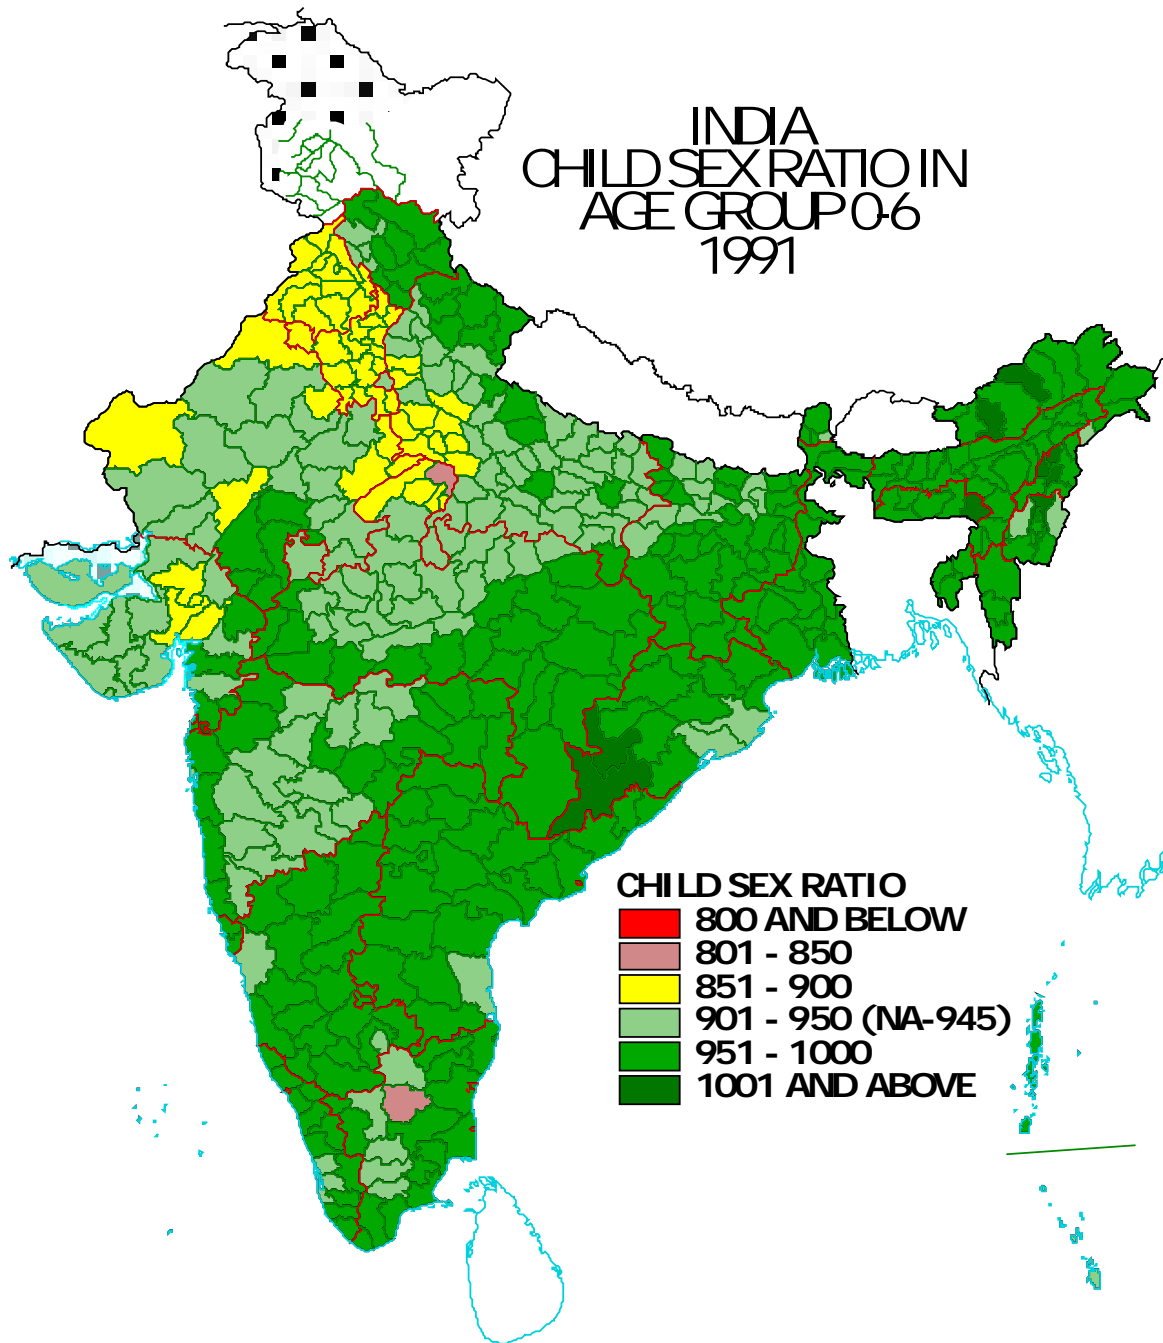 INDIA
CHILD SEX RATIO IN
AGE GROUP 0-6
1991
CHILD SEX RATIO
800 AND BELOW
801 - 850
851 - 900
901 - 950 (NA-945)
951 - 1000
1001 AND ABOVE